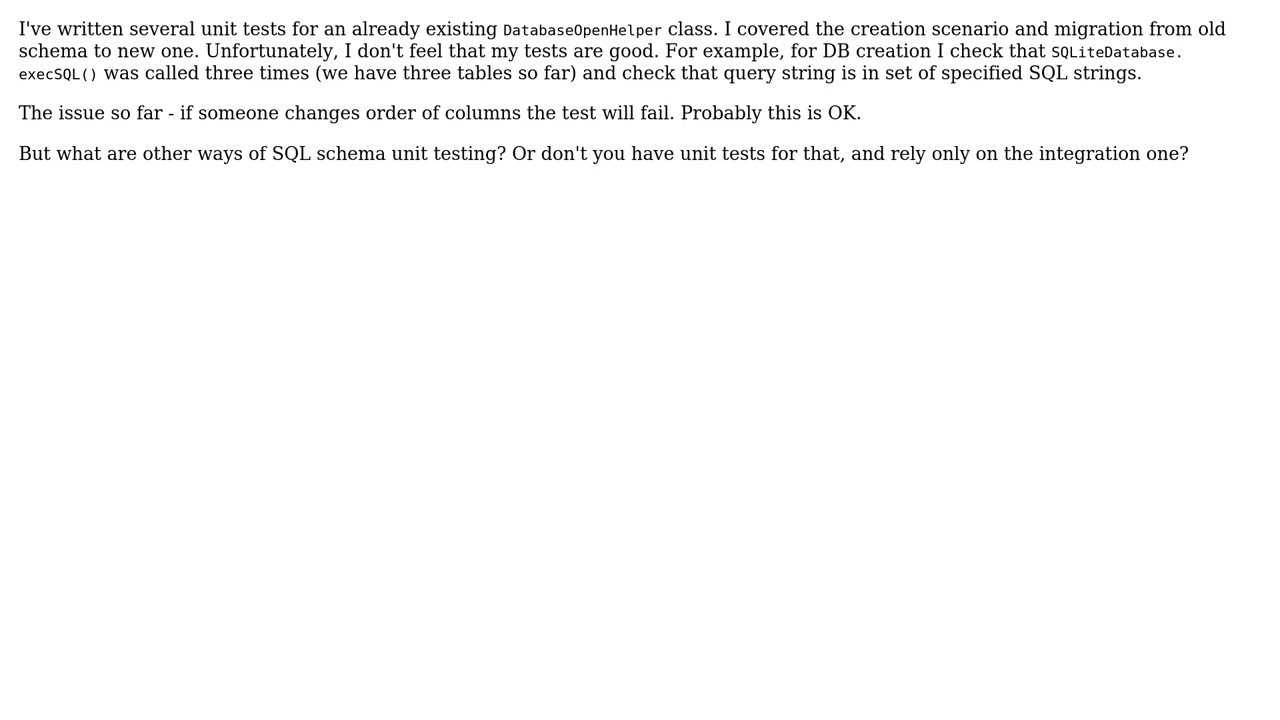 I've written several unit tests for an already existing DatabaseOpenHelper class. I covered the creation scenario and migration from old
schema to new one. Unfortunately, I don't feel that my tests are good. For example, for DB creation I check that SQLiteDatabase.
execSQL() was called three times (we have three tables so far) and check that query string is in set of specified SQL strings.
The issue so far - if someone changes order of columns the test will fail. Probably this is OK.
But what are other ways of SQL schema unit testing? Or don't you have unit tests for that, and rely only on the integration one?